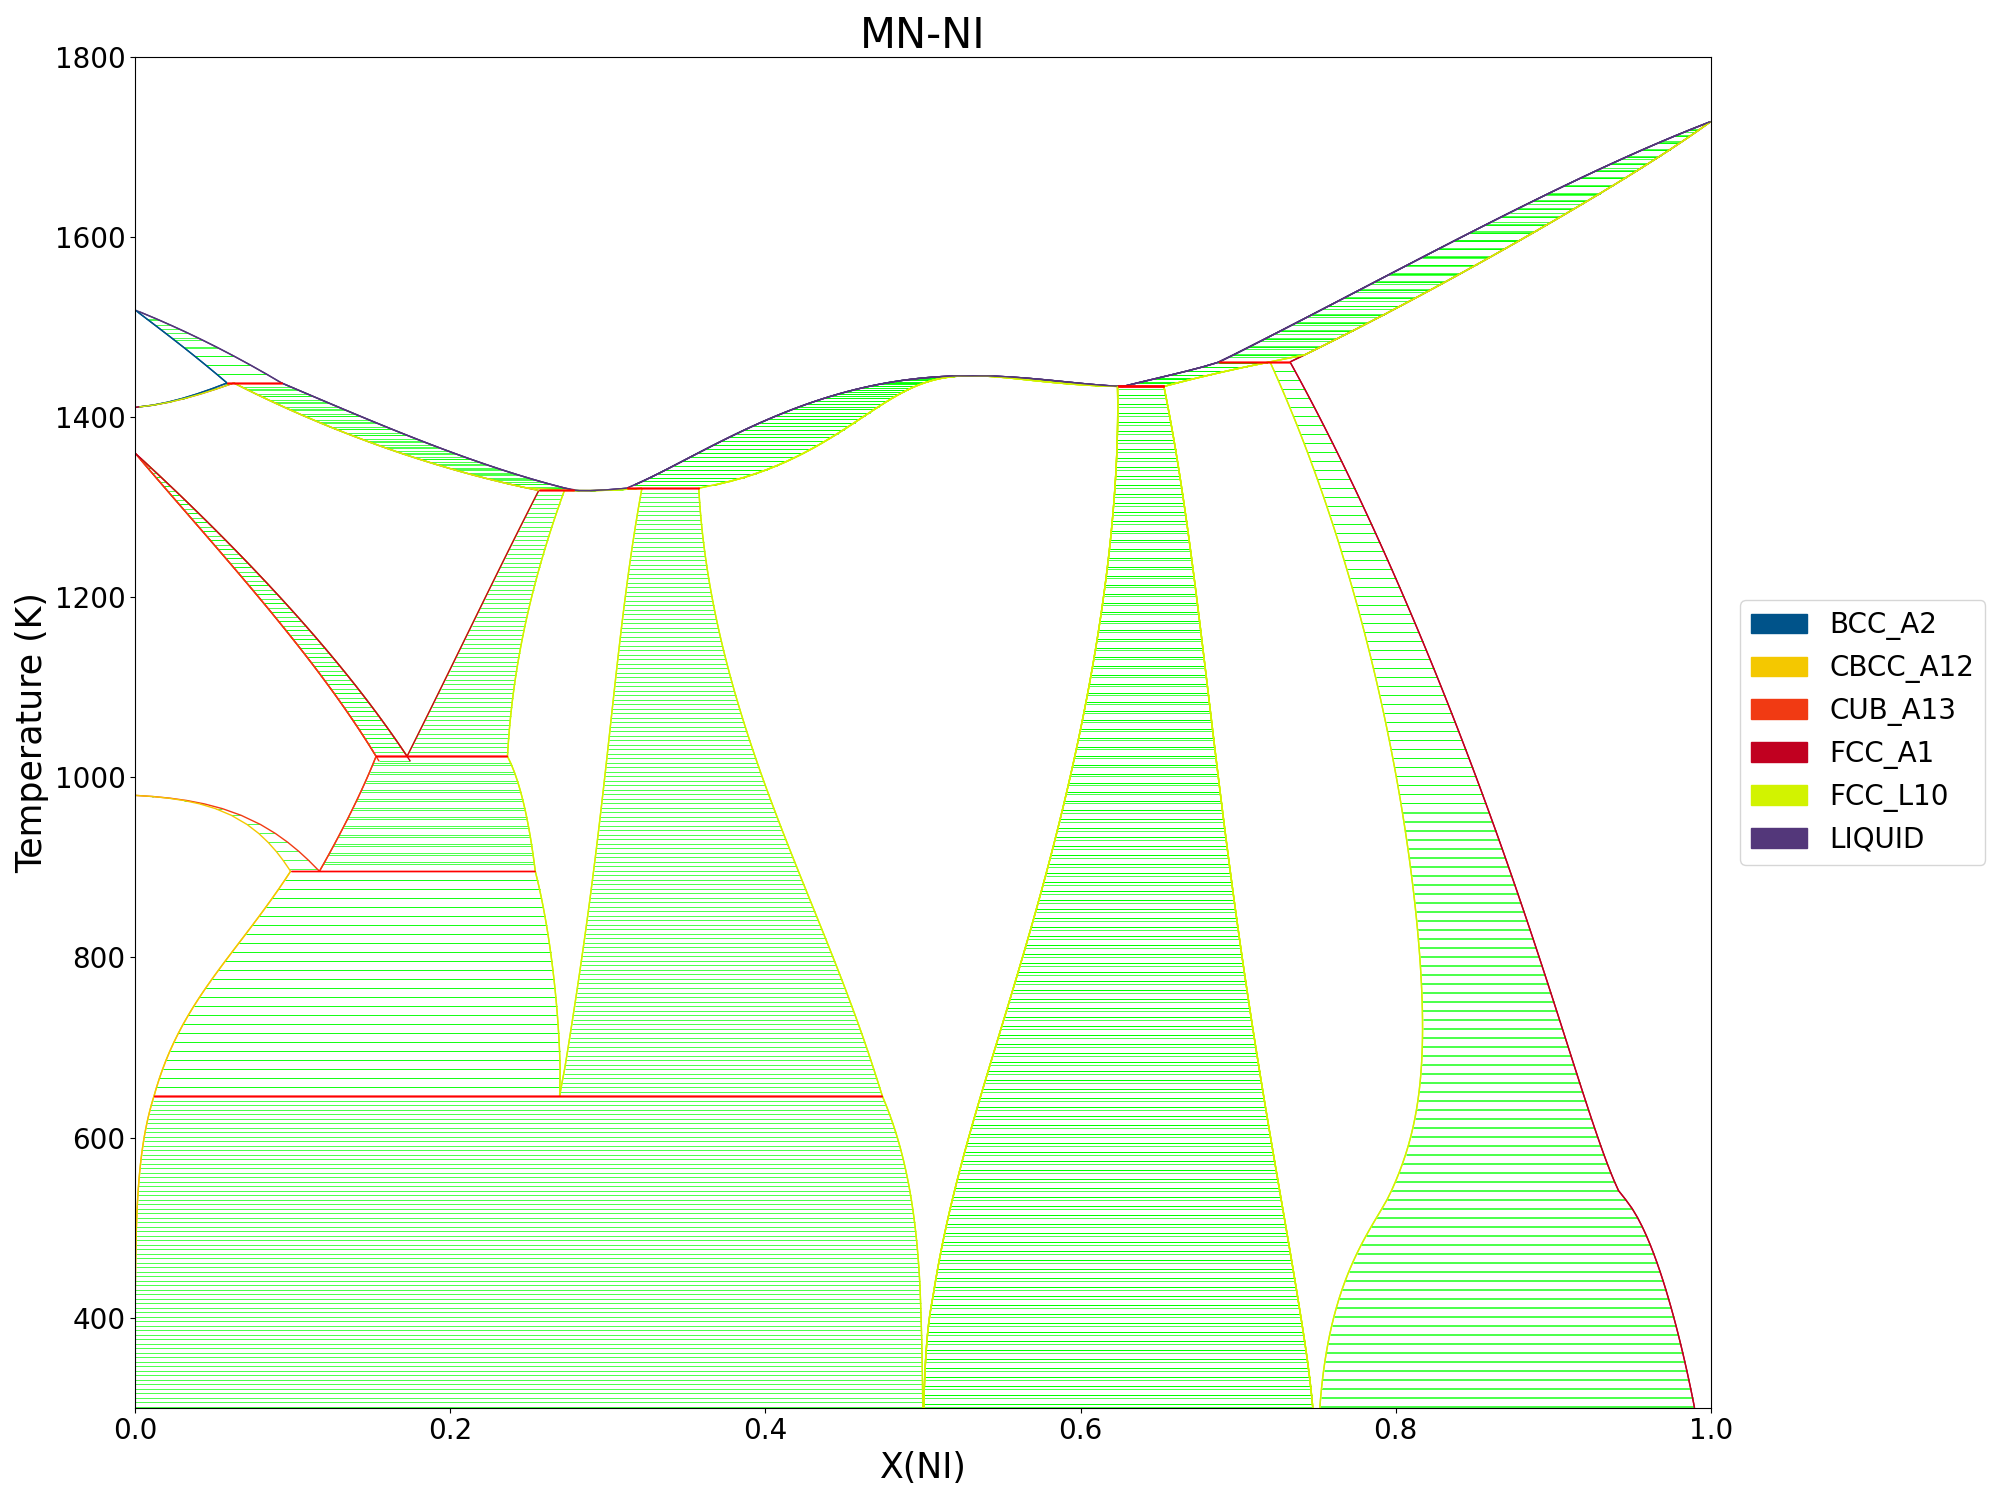 MN-NI
1800
1600
1400
1200
1000
800
600
400
Temperature (K)
0.0
0.2
0.4
0.6
0.8
1.0
X(NI)
BCC_A2
CBCC_A12
CUB_A13
FCC_A1
FCC_L10
LIQUID